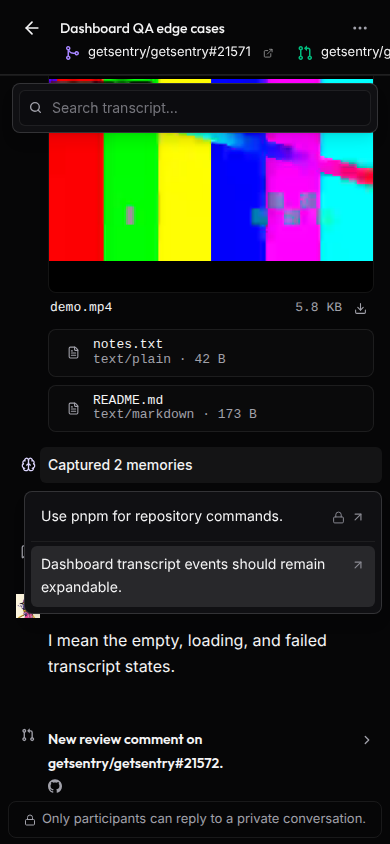 Dashboard QA edge cases
getsentry/getsentry#21571
getsentry/g
Search transcript...
demo.mp4
5.8 KB
notes.txt
text/plain · 42 B
README.md
text/markdown · 173 B
Captured 2 memories
Use pnpm for repository commands.
Dashboard transcript events should remain
expandable.
I mean the empty, loading, and failed
transcript states.
New review comment on
getsentry/getsentry#21572.
Only participants can reply to a private conversation.